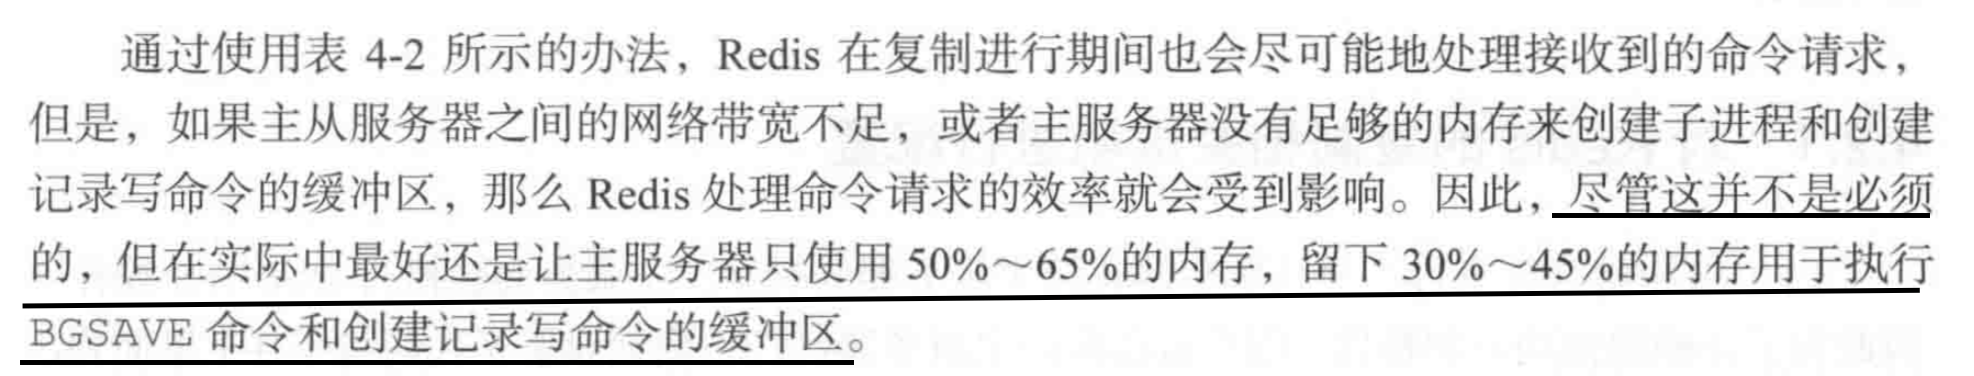 通过使用表 4-2 所示的办法，Redis 在复制进行期间也会尽可能地处理接收到的命令请求，
但是，如果主从服务器之间的网络带宽不足，或者主服务器没有足够的内存来创建子进程和创建
记录写命令的缓冲区，那么 Redis 处理命令请求的效率就会受到影响。因此，尽管这并不是必须
的，但在实际中最好还是让主服务器只使用 50%～65%的内存，留下 30%～45%的内存用于执行
BGSAVE 命令和创建记录写命令的缓冲区。